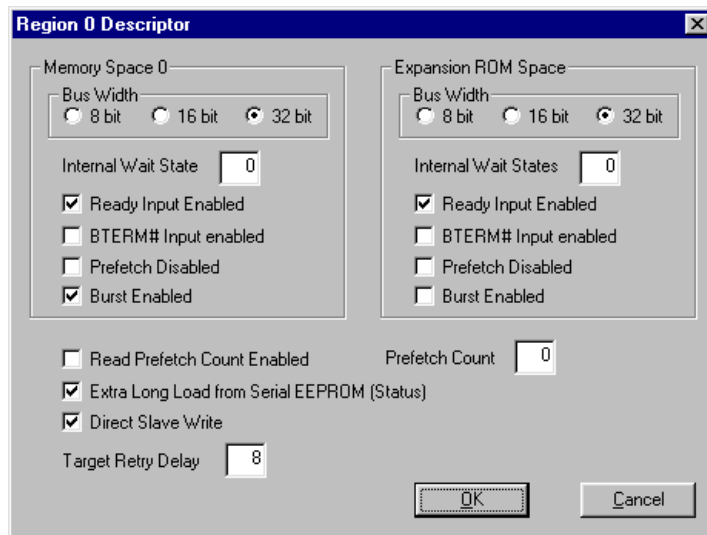 Region 0 Descriptor
Memory Space 0
Bus Width
8 bit 16 bit 32 bit
Internal Wait State 0
Ready Input Enabled
BTERM# Input enabled
Prefetch Disabled
Burst Enabled
Expansion ROM Space
Bus Width
8 bit 16 bit 32 bit
Internal Wait States 0
Ready Input Enabled
BTERM# Input enabled
Prefetch Disabled
Burst Enabled
Read Prefetch Count Enabled Prefetch Count 0
Extra Long Load from Serial EEPROM (Status)
Direct Slave Write
Target Retry Delay 8
OK Cancel